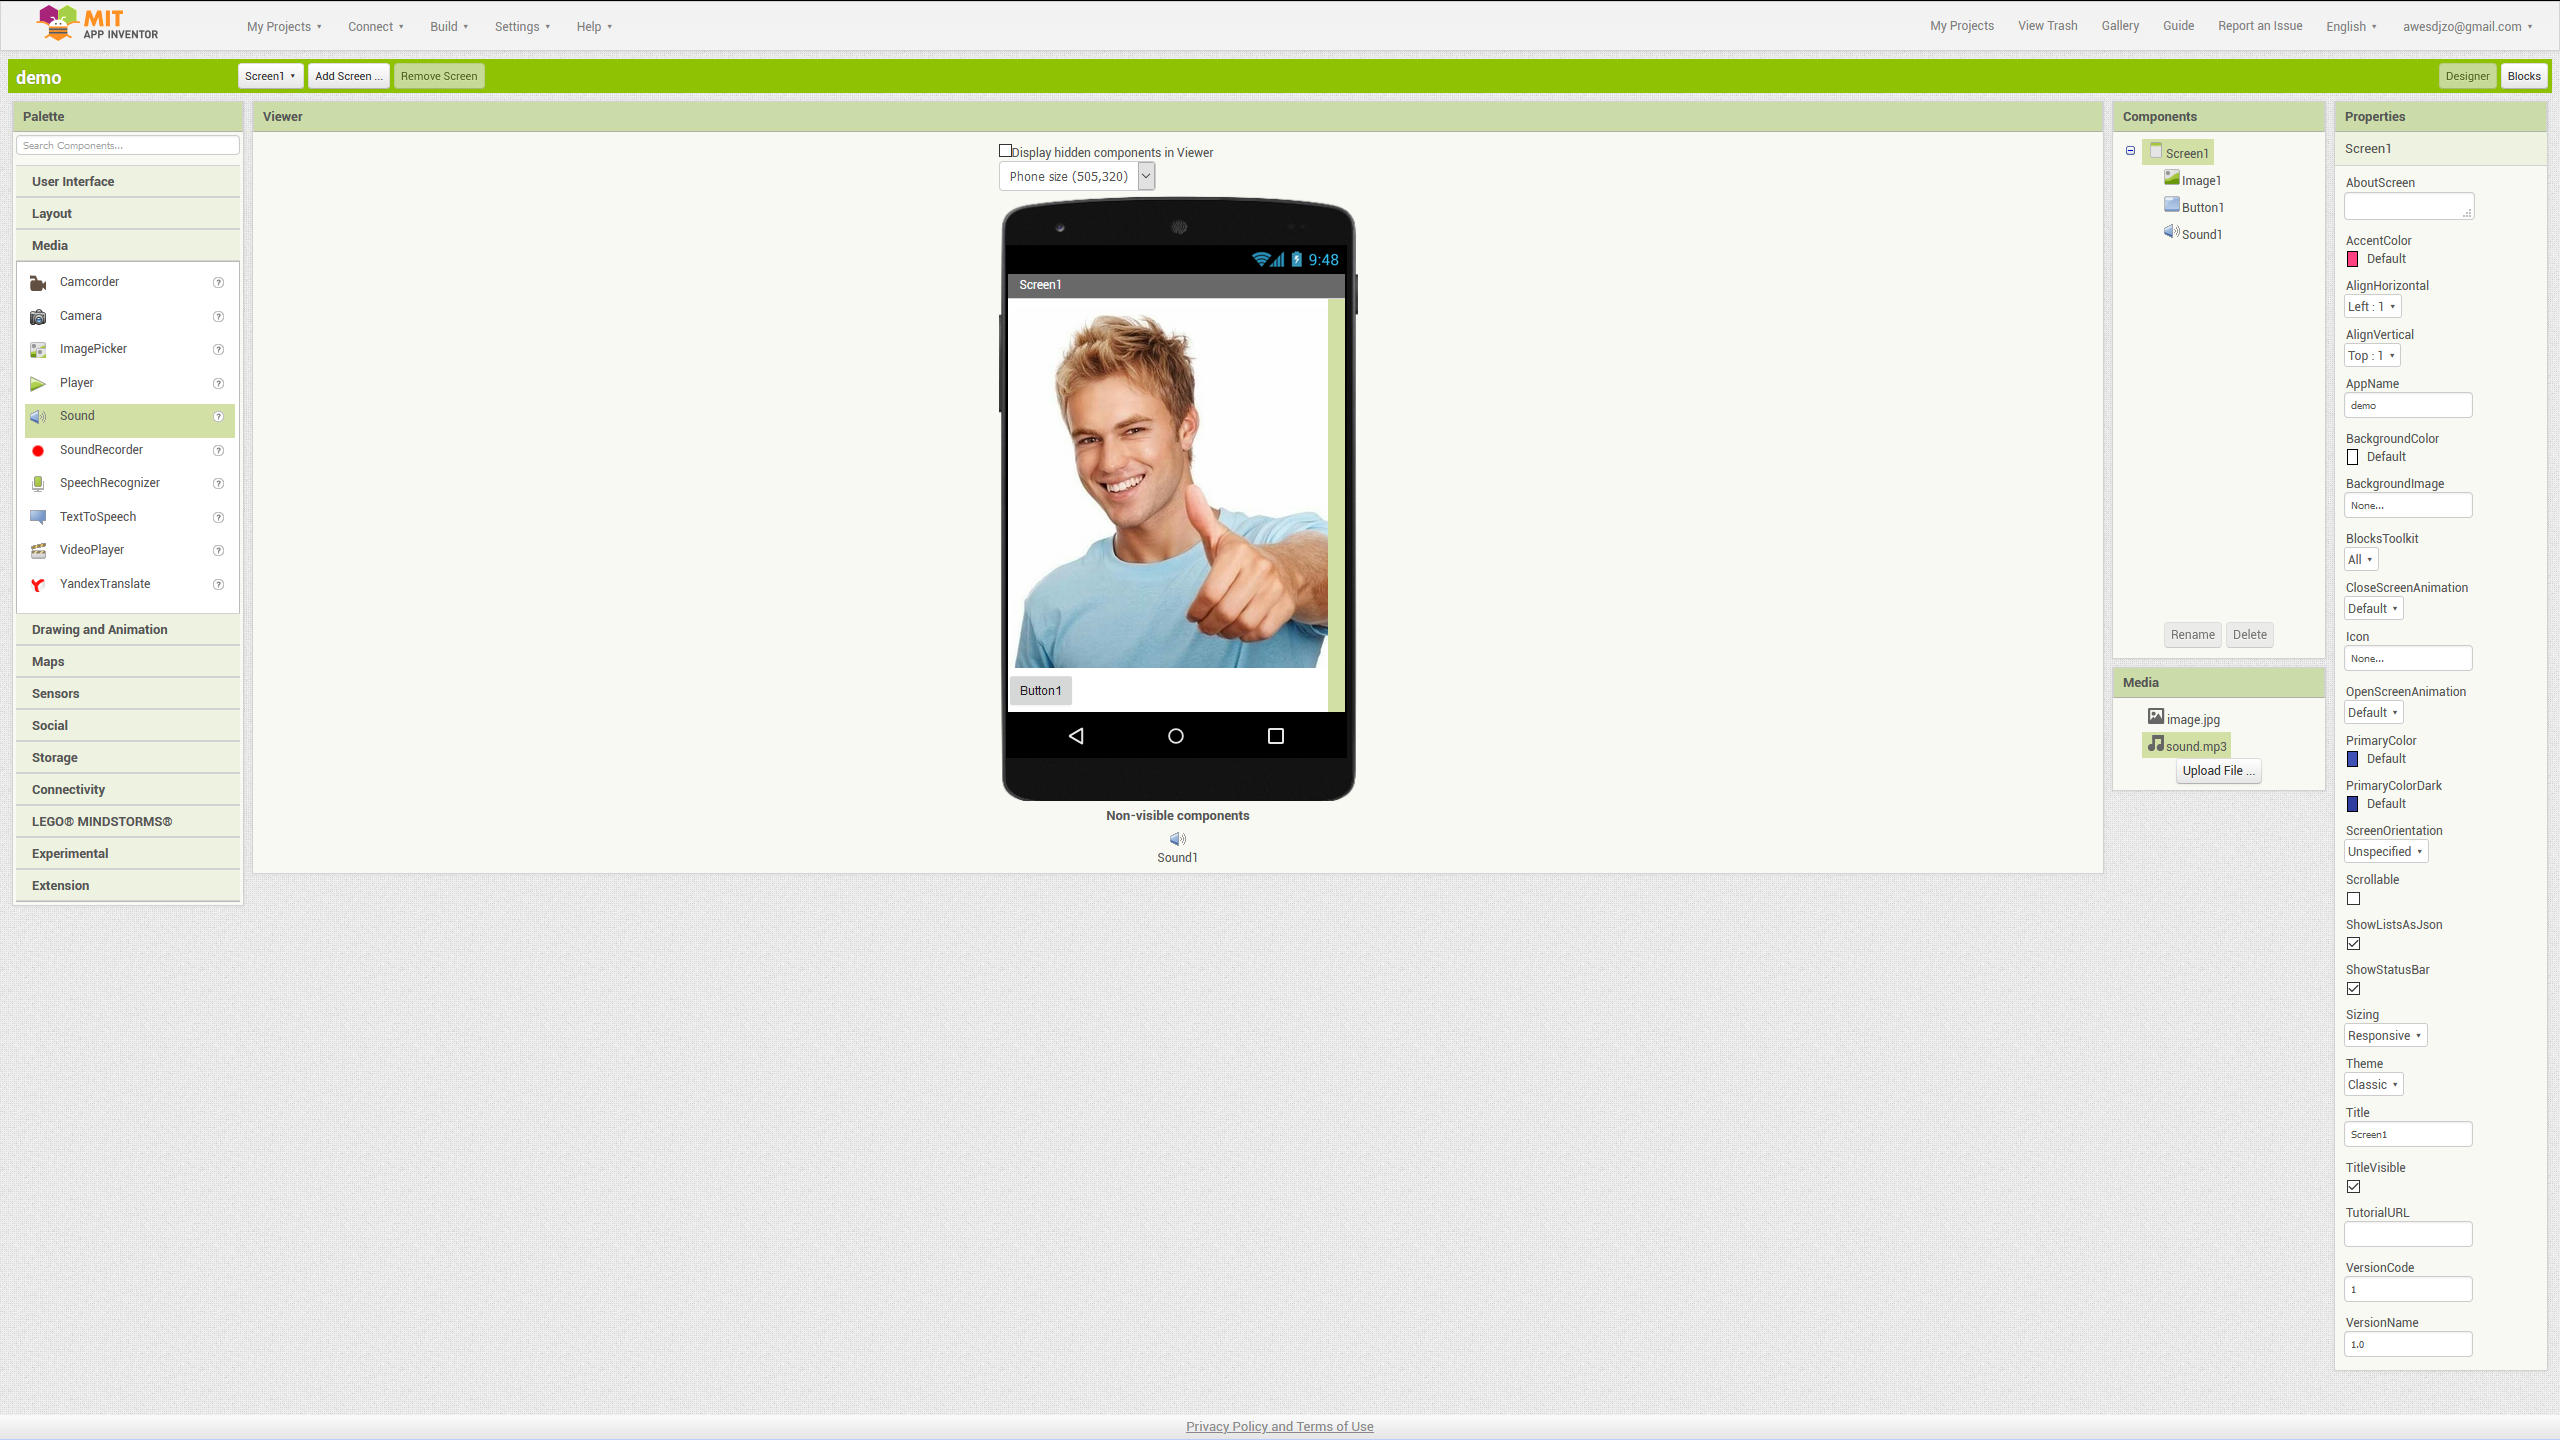 MIT
APP INVENTOR
My Projects Connect Build Settings Help My Projects View Trash Gallery Guide Report an Issue English awesdjzo@gmail.com
demo Screen1 Add Screen ... Remove Screen Designer Blocks
Palette
Search Components...
User Interface
Layout
Media
Camcorder
Camera
ImagePicker
Player
Sound
SoundRecorder
SpeechRecognizer
TextToSpeech
VideoPlayer
YandexTranslate
Drawing and Animation
Maps
Sensors
Social
Storage
Connectivity
LEGO® MINDSTORMS®
Experimental
Extension
Viewer
Display hidden components in Viewer
Phone size (505,320)
9:48
Screen1
Button1
Non-visible components
Sound1
Components
Screen1
Image1
Button1
Sound1
Rename Delete
Media
image.jpg
sound.mp3
Upload File ...
Properties
Screen1
AboutScreen
AccentColor
Default
AlignHorizontal
Left : 1
AlignVertical
Top : 1
AppName
demo
BackgroundColor
Default
BackgroundImage
None...
BlocksToolkit
All
CloseScreenAnimation
Default
Icon
None...
OpenScreenAnimation
Default
PrimaryColor
Default
PrimaryColorDark
Default
ScreenOrientation
Unspecified
Scrollable
ShowListsAsJson
ShowStatusBar
Sizing
Responsive
Theme
Classic
Title
Screen1
TitleVisible
TutorialURL
VersionCode
1
VersionName
1.0
Privacy Policy and Terms of Use